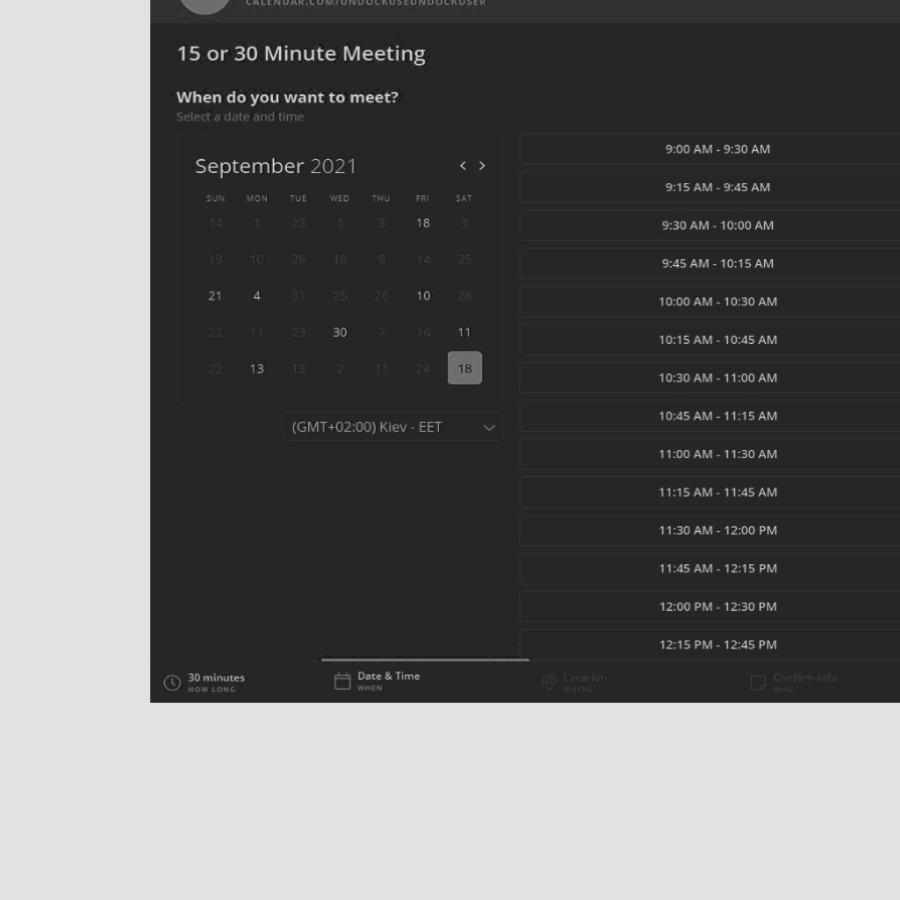 CALENDAR.COM/UNDOCKUSEUNDOCKUSER
15 or 30 Minute Meeting
When do you want to meet?
Select a date and time
September 2021
SUN MON TUE WED THU FRI SAT
14 1 23 1 3 18 3
19 10 26 18 9 14 25
21 4 31 25 26 10 28
22 11 23 30 7 16 11
22 13 13 2 11 24 18
(GMT+02:00) Kiev - EET
9:00 AM - 9:30 AM
9:15 AM - 9:45 AM
9:30 AM - 10:00 AM
9:45 AM - 10:15 AM
10:00 AM - 10:30 AM
10:15 AM - 10:45 AM
10:30 AM - 11:00 AM
10:45 AM - 11:15 AM
11:00 AM - 11:30 AM
11:15 AM - 11:45 AM
11:30 AM - 12:00 PM
11:45 AM - 12:15 PM
12:00 PM - 12:30 PM
12:15 PM - 12:45 PM
30 minutes
HOW LONG
Date & Time
WHEN
Location
WHERE
Confirm Info
WHO